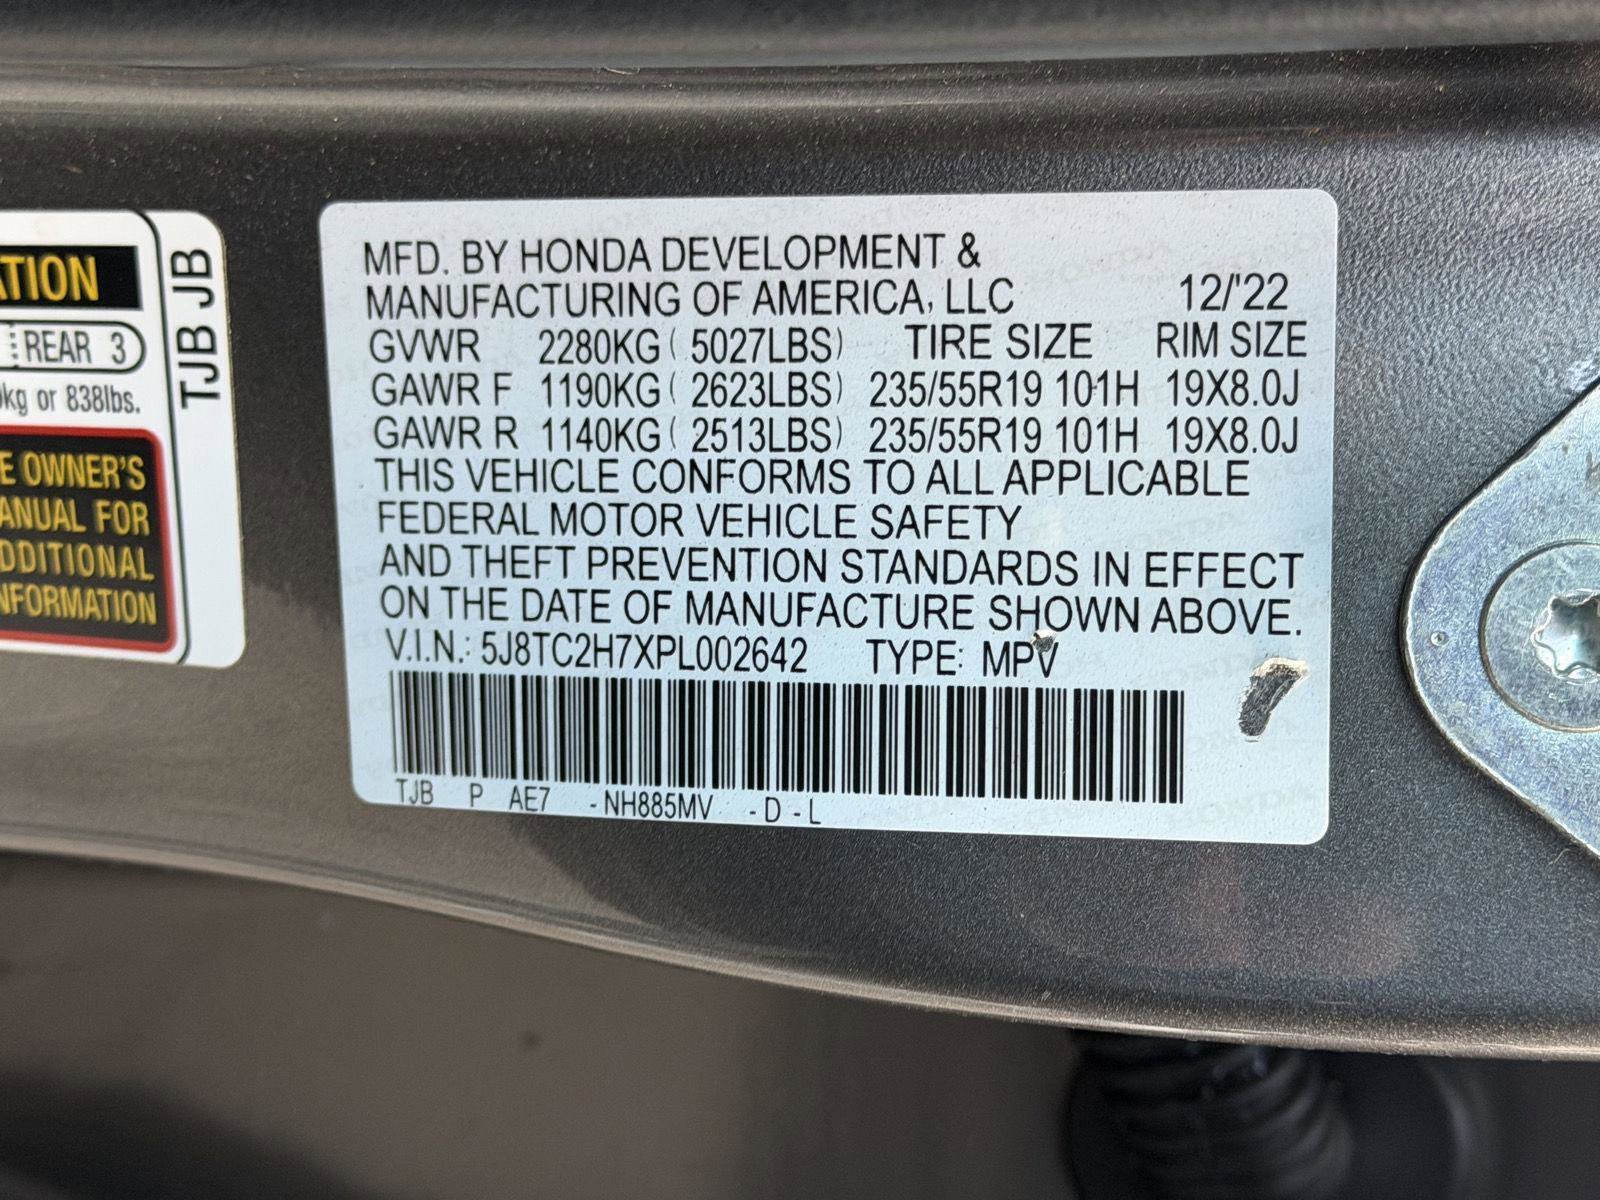 ATION
REAR 3
kg or 838lbs.
E OWNER'S
ANUAL FOR
DDITIONAL
NFORMATION
TJB JB
MFD. BY HONDA DEVELOPMENT &
MANUFACTURING OF AMERICA, LLC 12/'22
GVWR 2280KG ( 5027LBS) TIRE SIZE RIM SIZE
GAWR F 1190KG ( 2623LBS) 235/55R19 101H 19X8.0J
GAWR R 1140KG ( 2513LBS) 235/55R19 101H 19X8.0J
THIS VEHICLE CONFORMS TO ALL APPLICABLE
FEDERAL MOTOR VEHICLE SAFETY
AND THEFT PREVENTION STANDARDS IN EFFECT
ON THE DATE OF MANUFACTURE SHOWN ABOVE.
V.I.N.: 5J8TC2H7XPL002642 TYPE: MPV
TJB P AE7 -NH885MV -D-L